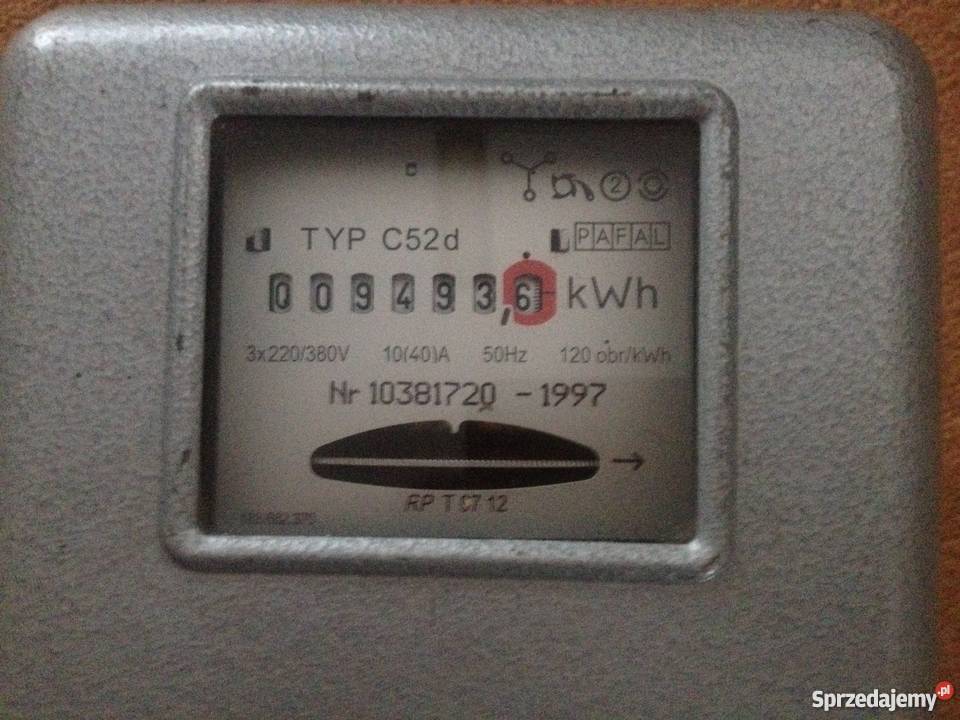 2
TYP C52d
PAFAL
009493,6 kWh
3x220/380V 10(40)A 50Hz 120 obr/kWh
Nr 10381720 - 1997
→
RP T C7 12
Sprzedajemy.pl